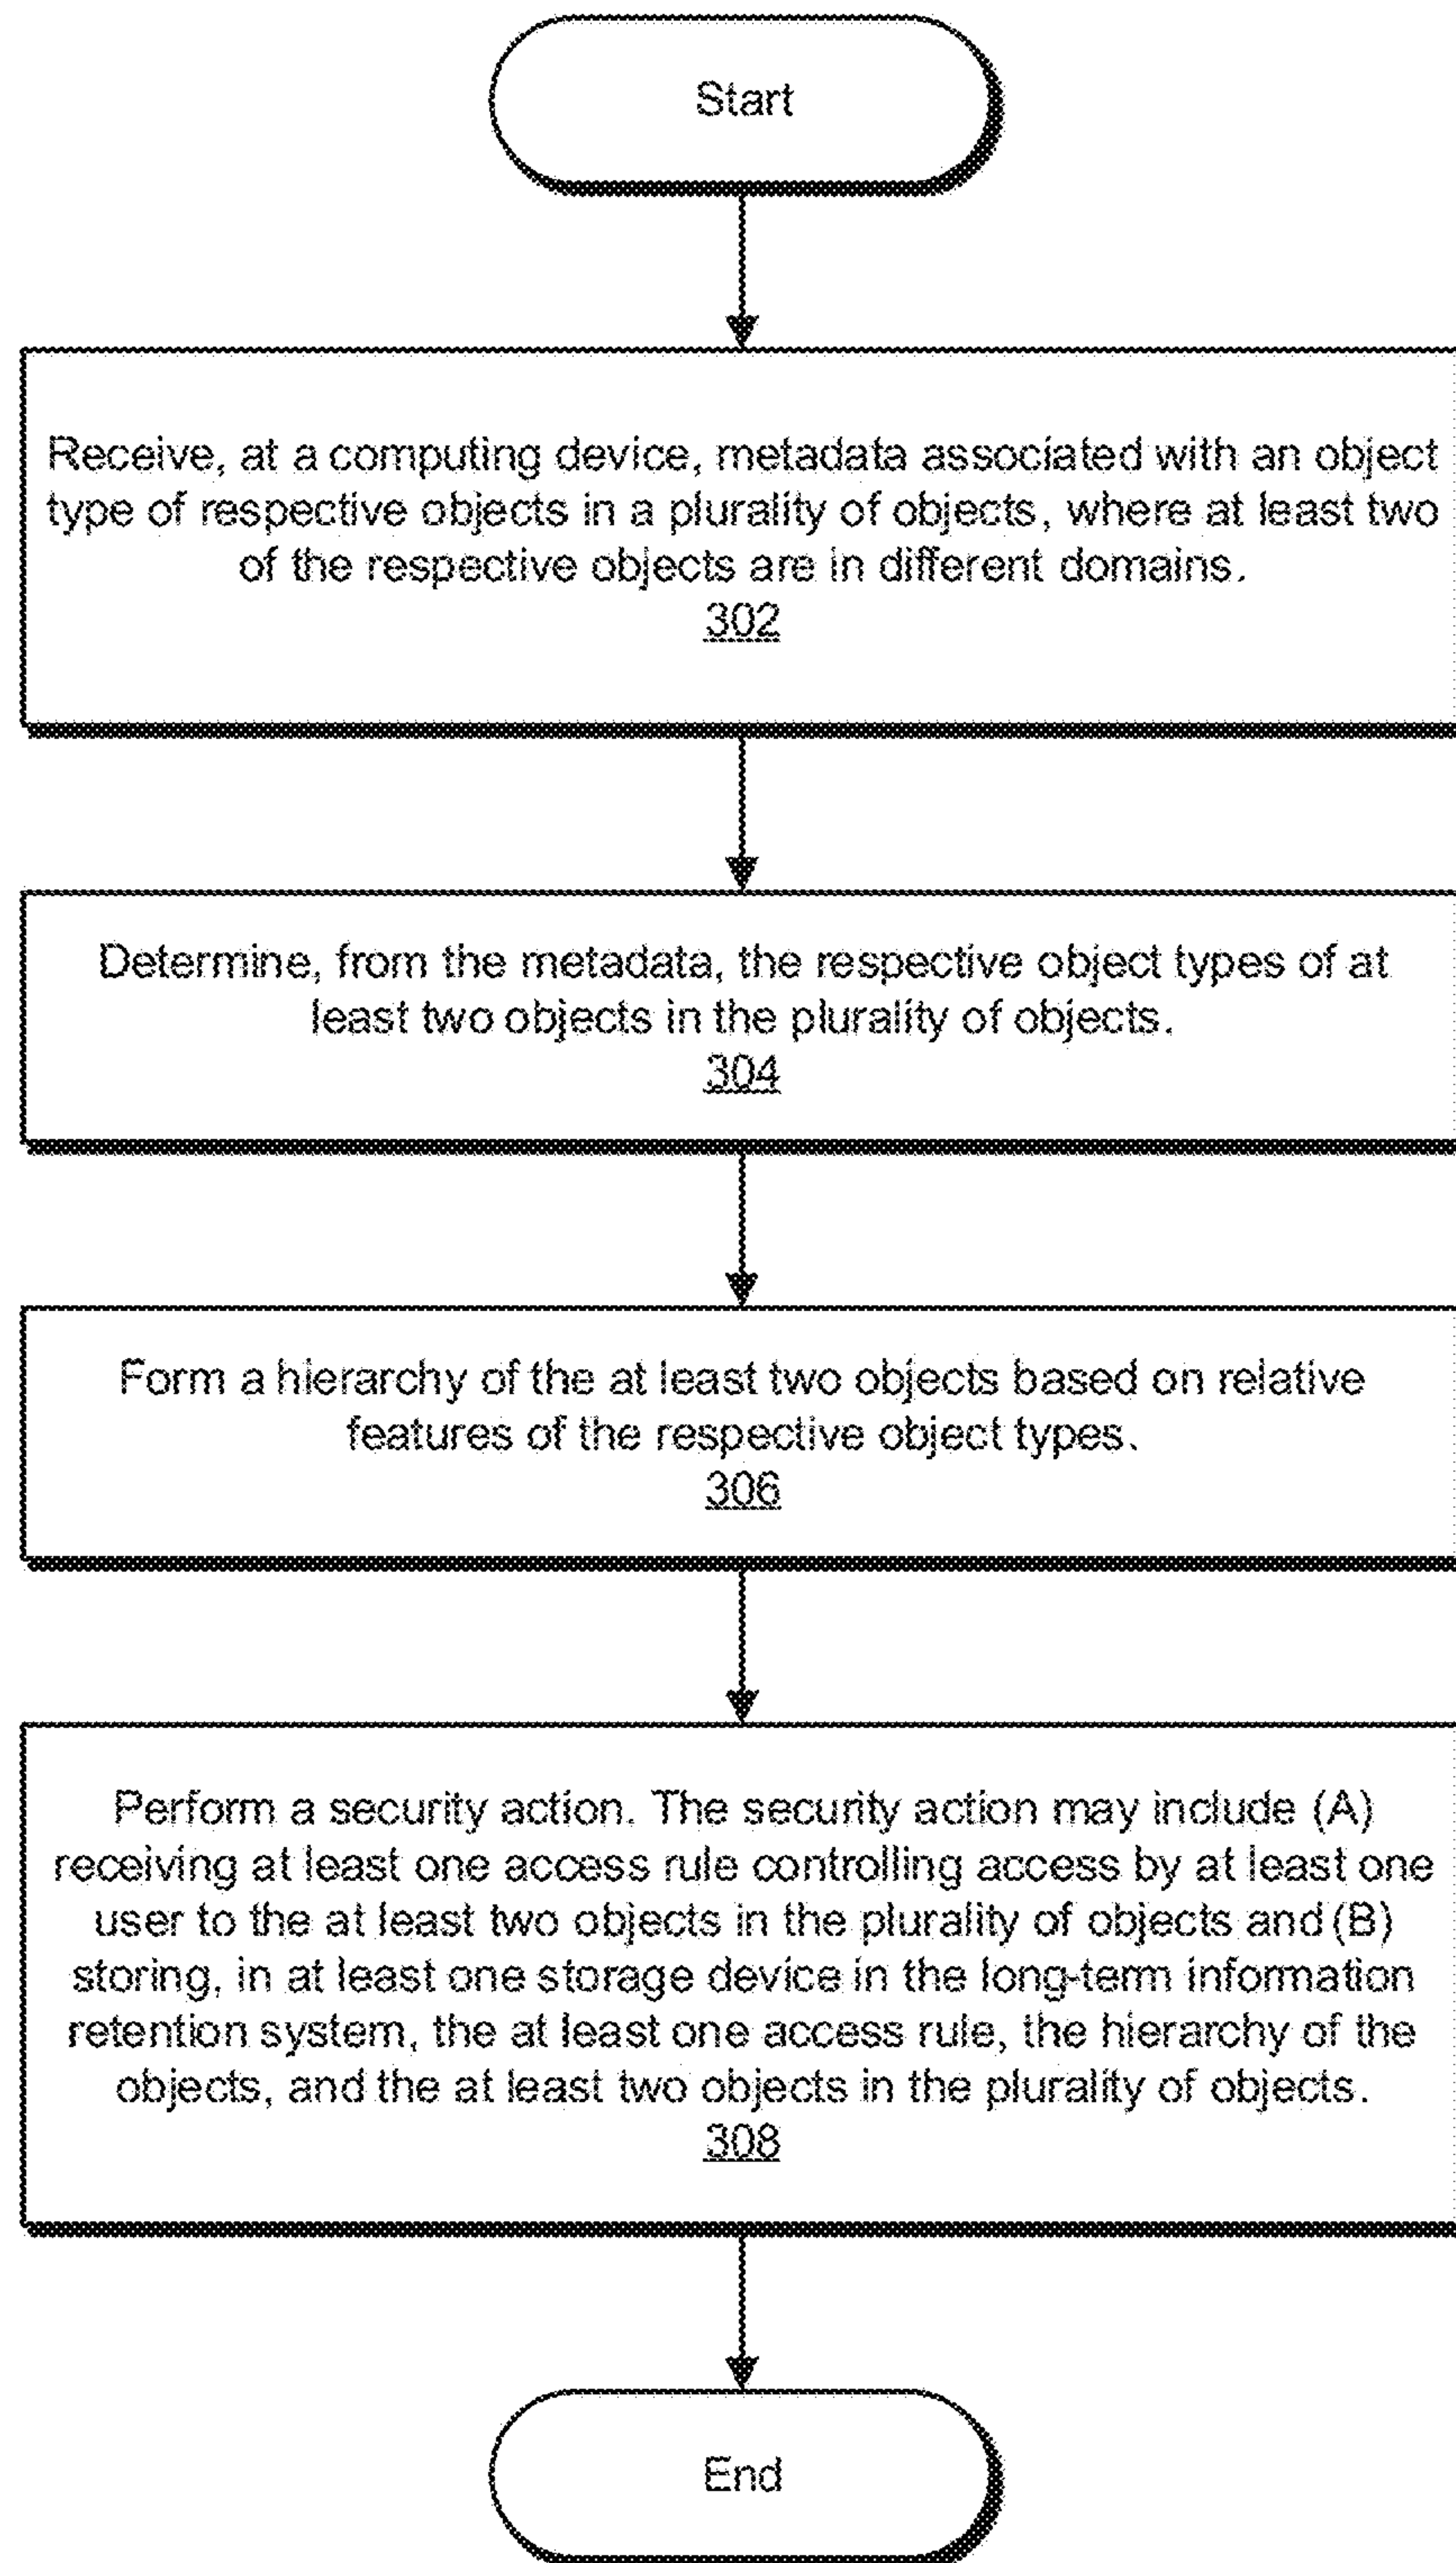 Start
Receive, at a computing device, metadata associated with an object
type of respective objects in a plurality of objects, where at least two
of the respective objects are in different domains.
302
Determine, from the metadata, the respective object types of at
least two objects in the plurality of objects.
304
Form a hierarchy of the at least two objects based on relative
features of the respective object types.
306
Perform a security action. The security action may include (A)
receiving at least one access rule controlling access by at least one
user to the at least two objects in the plurality of objects and (B)
storing, in at least one storage device in the long-term information
retention system, the at least one access rule, the hierarchy of the
objects, and the at least two objects in the plurality of objects.
308
End